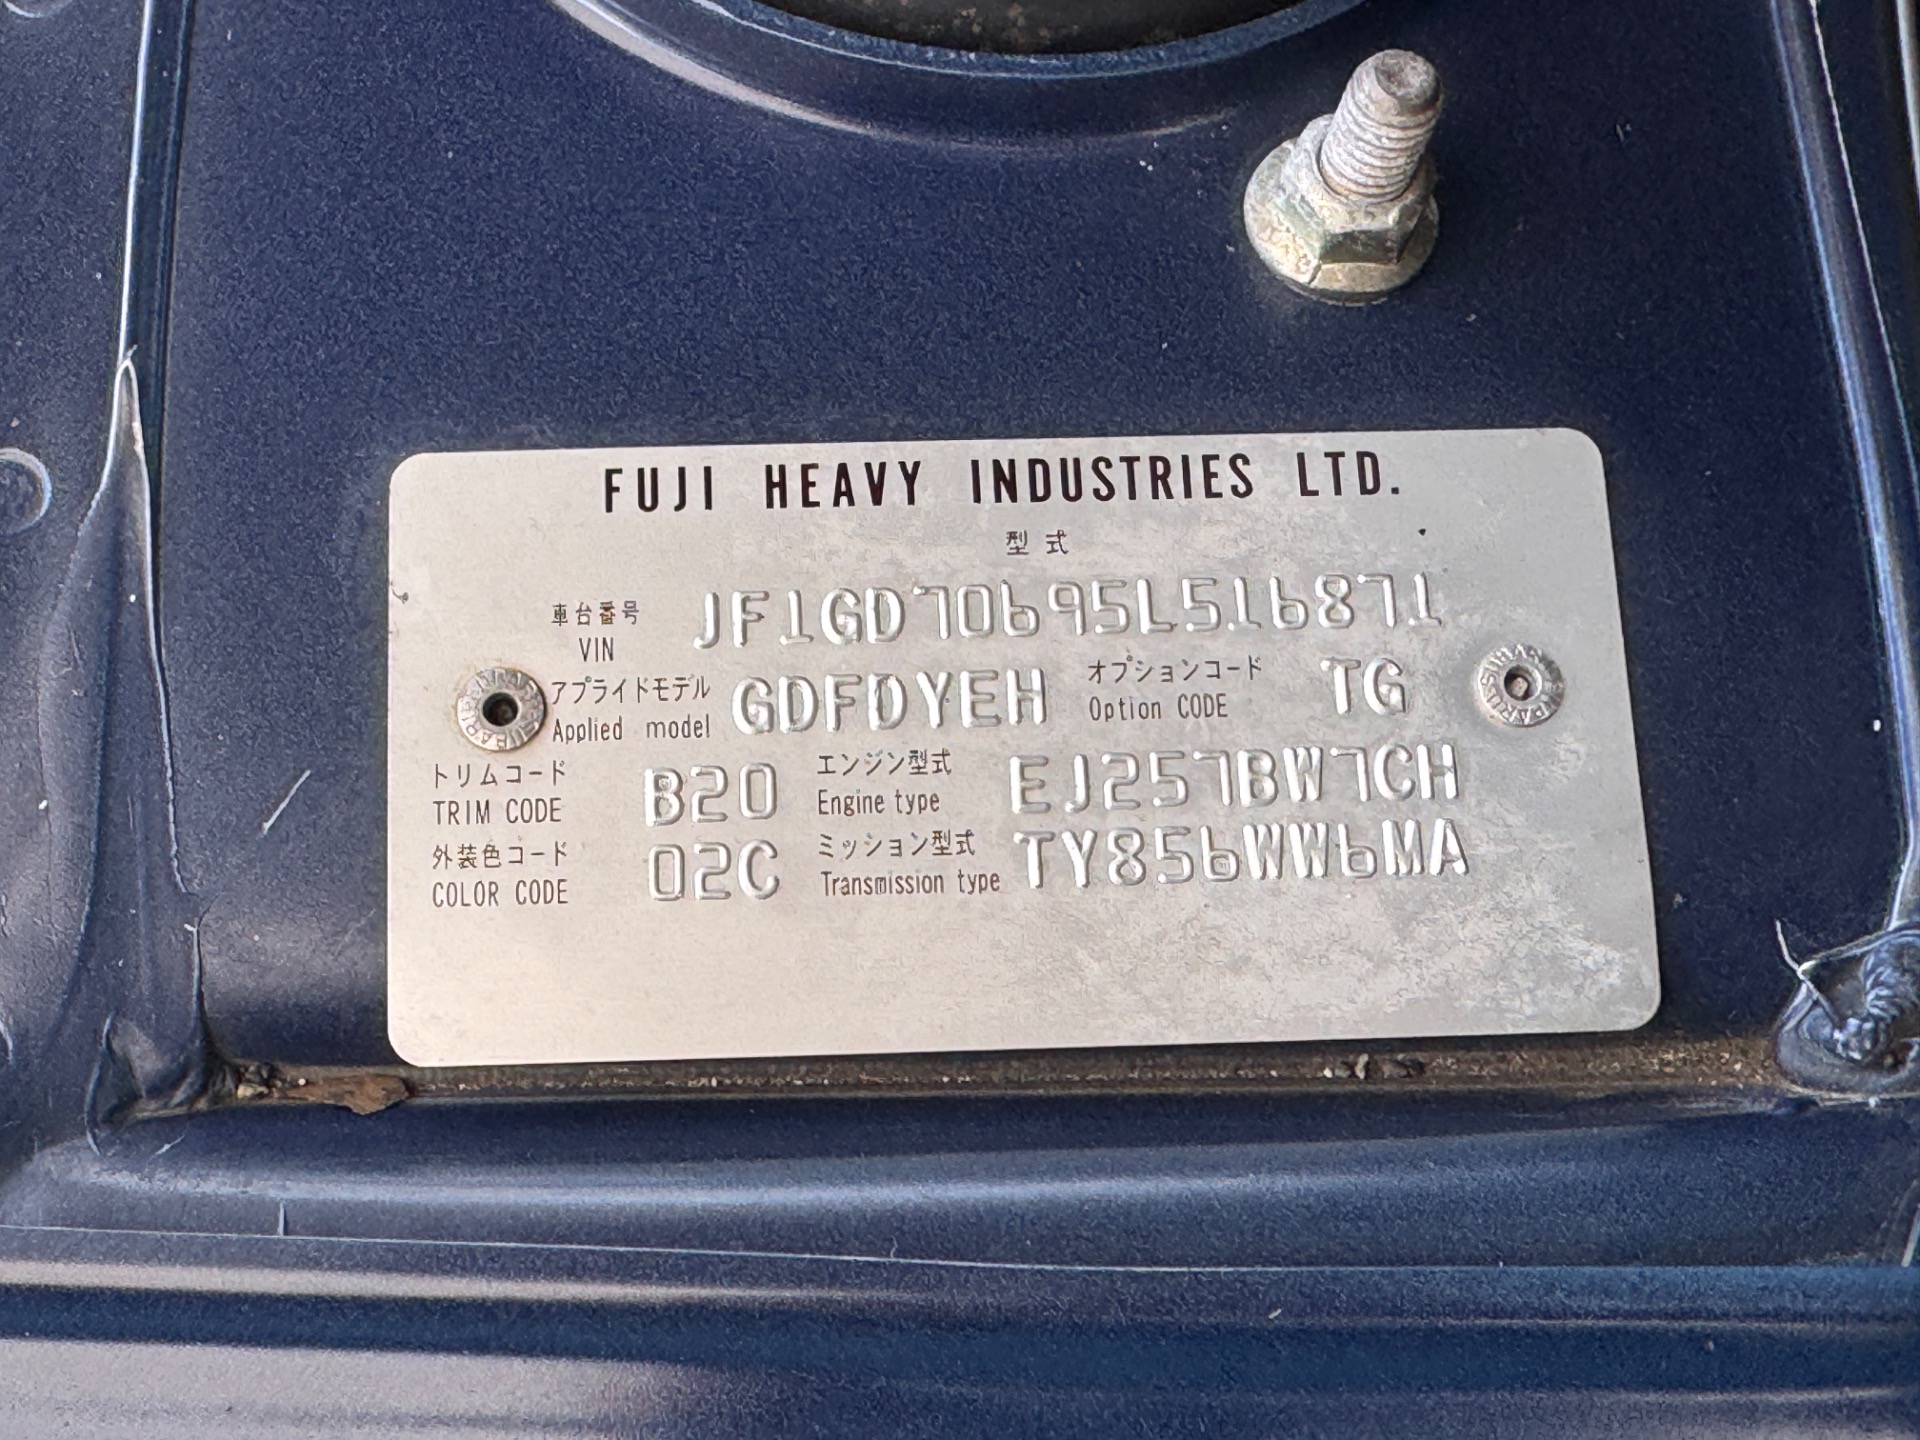 FUJI HEAVY INDUSTRIES LTD.
型式
車台番号 VIN JF1GD70695L516871
アプライドモデル Applied model GDFDYEH オプションコード Option CODE TG
トリムコード TRIM CODE B20 エンジン型式 Engine type EJ257BW7CH
外装色コード COLOR CODE 02C ミッション型式 Transmission type TY856WW6MA